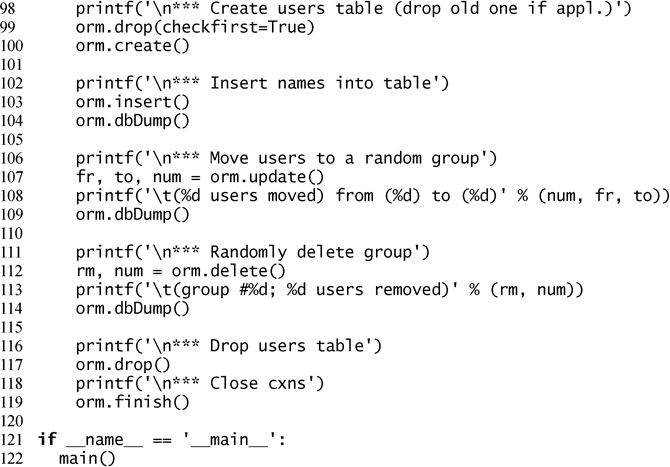 98 printf('\n*** Create users table (drop old one if appl.)')
99 orm.drop(checkfirst=True)
100 orm.create()
101
102 printf('\n*** Insert names into table')
103 orm.insert()
104 orm.dbDump()
105
106 printf('\n*** Move users to a random group')
107 fr, to, num = orm.update()
108 printf('\t(%d users moved) from (%d) to (%d)' % (num, fr, to))
109 orm.dbDump()
110
111 printf('\n*** Randomly delete group')
112 rm, num = orm.delete()
113 printf('\t(group #%d; %d users removed)' % (rm, num))
114 orm.dbDump()
115
116 printf('\n*** Drop users table')
117 orm.drop()
118 printf('\n*** Close cxns')
119 orm.finish()
120
121 if __name__ == '__main__':
122 main()